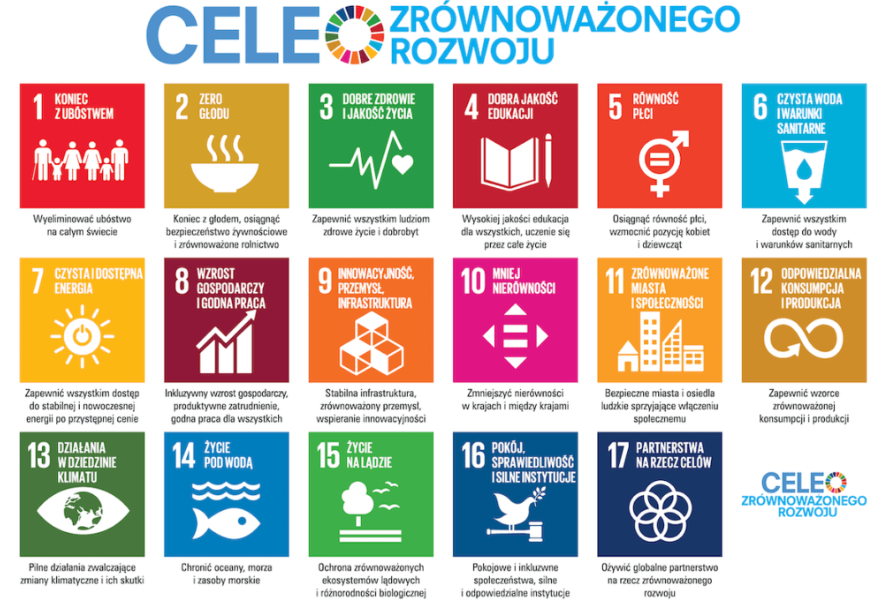 CELE
ZRÓWNOWAŻONEGO
ROZWOJU
1 KONIEC
Z UBÓSTWEM
Wyeliminować ubóstwo
na całym świecie
2 ZERO
GŁODU
Koniec z głodem, osiągnąć
bezpieczeństwo żywnościowe
i zrównoważone rolnictwo
3 DOBRE ZDROWIE
I JAKOŚĆ ŻYCIA
Zapewnić wszystkim ludziom
zdrowe życie i dobrobyt
4 DOBRA JAKOŚĆ
EDUKACJI
Wysokiej jakości edukacja
dla wszystkich, uczenie się
przez całe życie
5 RÓWNOŚĆ
PŁCI
Osiągnąć równość płci,
wzmocnić pozycję kobiet
i dziewcząt
6 CZYSTA WODA
I WARUNKI
SANITARNE
Zapewnić wszystkim
dostęp do wody
i warunków sanitarnych
7 CZYSTA I DOSTĘPNA
ENERGIA
Zapewnić wszystkim dostęp
do stabilnej i nowoczesnej
energii po przystępnej cenie
8 WZROST
GOSPODARCZY
I GODNA PRACA
Inkluzywny wzrost gospodarczy,
produktywne zatrudnienie,
godna praca dla wszystkich
9 INNOWACYJNOŚĆ,
PRZEMYSŁ,
INFRASTRUKTURA
Stabilna infrastruktura,
zrównoważony przemysł,
wspieranie innowacyjności
10 MNIEJ
NIERÓWNOŚCI
Zmniejszyć nierówności
w krajach i między krajami
11 ZRÓWNOWAŻONE
MIASTA
I SPOŁECZNOŚCI
Bezpieczne miasta i osiedla
ludzkie sprzyjające włączeniu
społecznemu
12 ODPOWIEDZIALNA
KONSUMPCJA
I PRODUKCJA
Zapewnić wzorce
zrównoważonej
konsumpcji i produkcji
13 DZIAŁANIA
W DZIEDZINIE
KLIMATU
Pilne działania zwalczające
zmiany klimatyczne i ich skutki
14 ŻYCIE
POD WODĄ
Chronić oceany, morza
i zasoby morskie
15 ŻYCIE
NA LĄDZIE
Ochrona zrównoważonych
ekosystemów lądowych
i różnorodności biologicznej
16 POKÓJ,
SPRAWIEDLIWOŚĆ
I SILNE INSTYTUCJE
Pokojowe i inkluzywne
społeczeństwa, silne
i odpowiedzialne instytucje
17 PARTNERSTWA
NA RZECZ CELÓW
Ożywić globalne partnerstwo
na rzecz zrównoważonego
rozwoju
CELE
ZRÓWNOWAŻONEGO
ROZWOJU